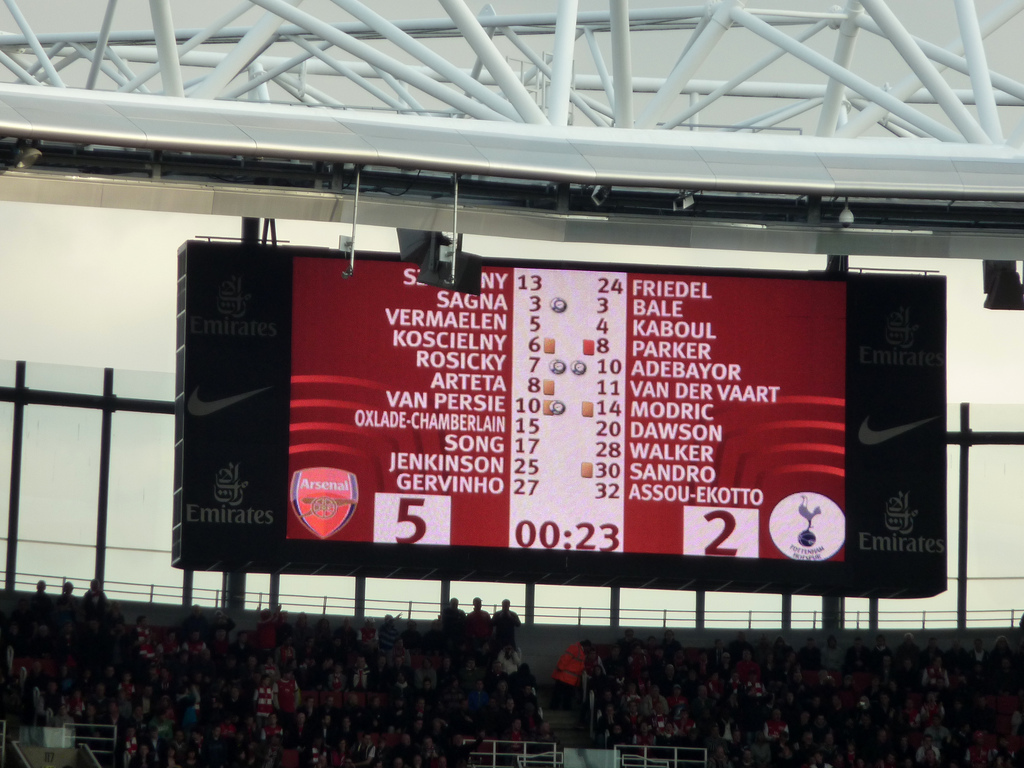 NY 13 24 FRIEDEL
SAGNA 3 3 BALE
VERMAELEN 5 4 KABOUL
KOSCIELNY 6 8 PARKER
ROSICKY 7 10 ADEBAYOR
ARTETA 8 11 VAN DER VAART
VAN PERSIE 10 14 MODRIC
OXLADE-CHAMBERLAIN 15 20 DAWSON
SONG 17 28 WALKER
JENKINSON 25 30 SANDRO
GERVINHO 27 32 ASSOU-EKOTTO
Arsenal
5 00:23 2
TOTTENHAM
HOTSPUR
Emirates
Emirates
Emirates
Emirates